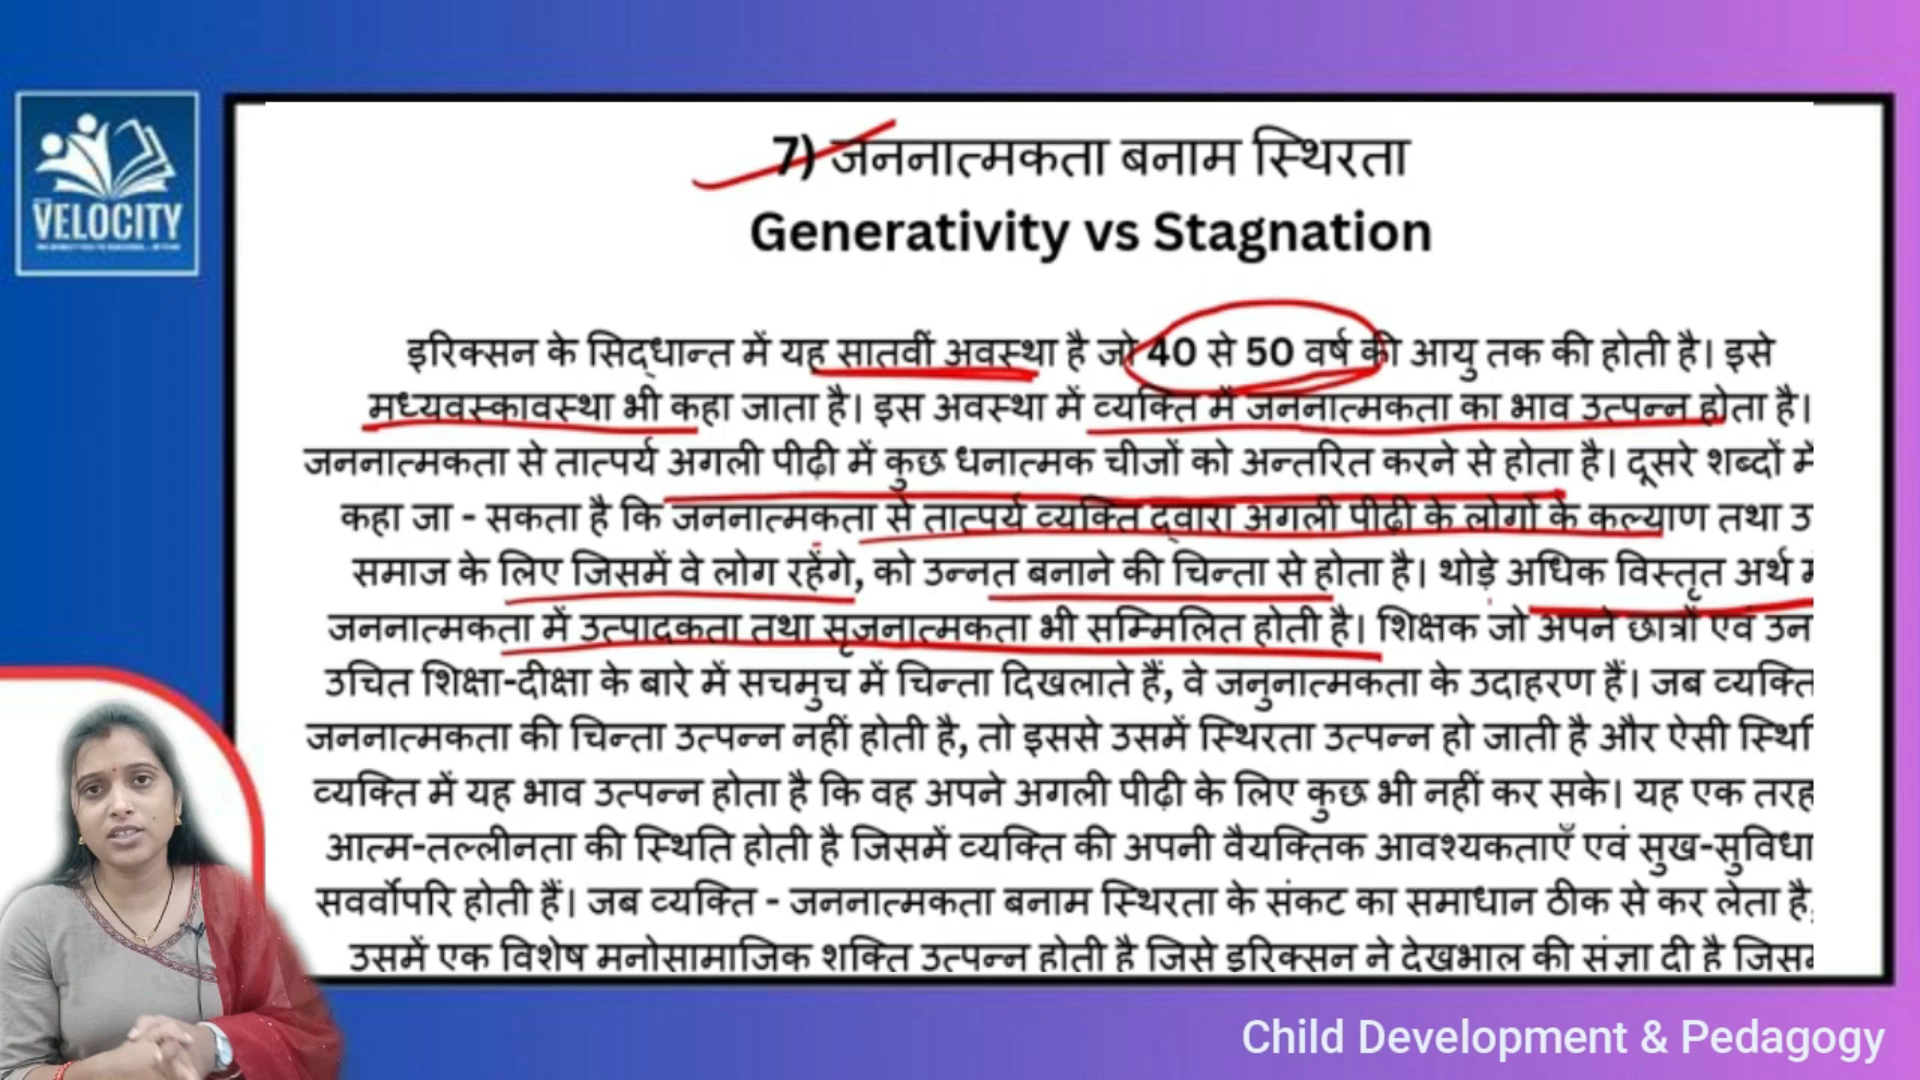 VELOCITY
7) जननात्मकता बनाम स्थिरता
Generativity vs Stagnation
इरिक्सन के सिद्धान्त में यह सातवीं अवस्था है जो 40 से 50 वर्ष की आयु तक की होती है। इसे
मध्यवस्कावस्था भी कहा जाता है। इस अवस्था में व्यक्ति में जननात्मकता का भाव उत्पन्न होता है।
जननात्मकता से तात्पर्य अगली पीढ़ी में कुछ धनात्मक चीजों को अन्तरित करने से होता है। दूसरे शब्दों में
कहा जा - सकता है कि जननात्मकता से तात्पर्य व्यक्ति द्वारा अगली पीढ़ी के लोगों के कल्याण तथा उ
समाज के लिए जिसमें वे लोग रहेंगे, को उन्नत बनाने की चिन्ता से होता है। थोड़े अधिक विस्तृत अर्थ
जननात्मकता में उत्पादकता तथा सृजनात्मकता भी सम्मिलित होती है। शिक्षक जो अपने छात्रों एवं उन
उचित शिक्षा-दीक्षा के बारे में सचमुच में चिन्ता दिखलाते हैं, वे जनुनात्मकता के उदाहरण हैं। जब व्यक्ति
जननात्मकता की चिन्ता उत्पन्न नहीं होती है, तो इससे उसमें स्थिरता उत्पन्न हो जाती है और ऐसी स्थि
व्यक्ति में यह भाव उत्पन्न होता है कि वह अपने अगली पीढ़ी के लिए कुछ भी नहीं कर सके। यह एक तरह
आत्म-तल्लीनता की स्थिति होती है जिसमें व्यक्ति की अपनी वैयक्तिक आवश्यकताएँ एवं सुख-सुविधा
सवर्वोपरि होती हैं। जब व्यक्ति - जननात्मकता बनाम स्थिरता के संकट का समाधान ठीक से कर लेता है,
उसमें एक विशेष मनोसामाजिक शक्ति उत्पन्न होती है जिसे इरिक्सन ने देखभाल की संज्ञा दी है जिसम
Child Development & Pedagogy